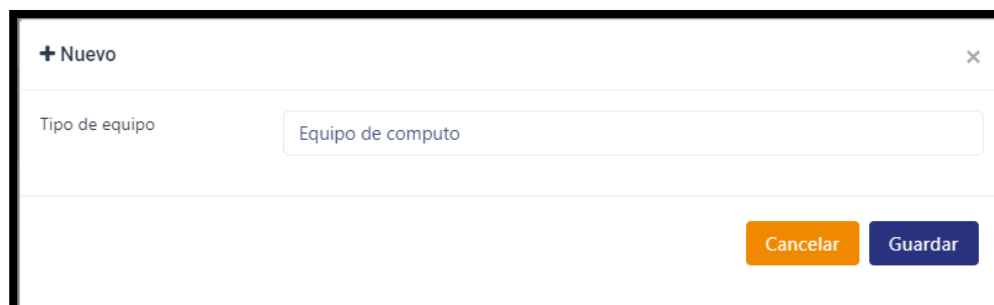 + Nuevo
×
Tipo de equipo
Equipo de computo
Cancelar
Guardar